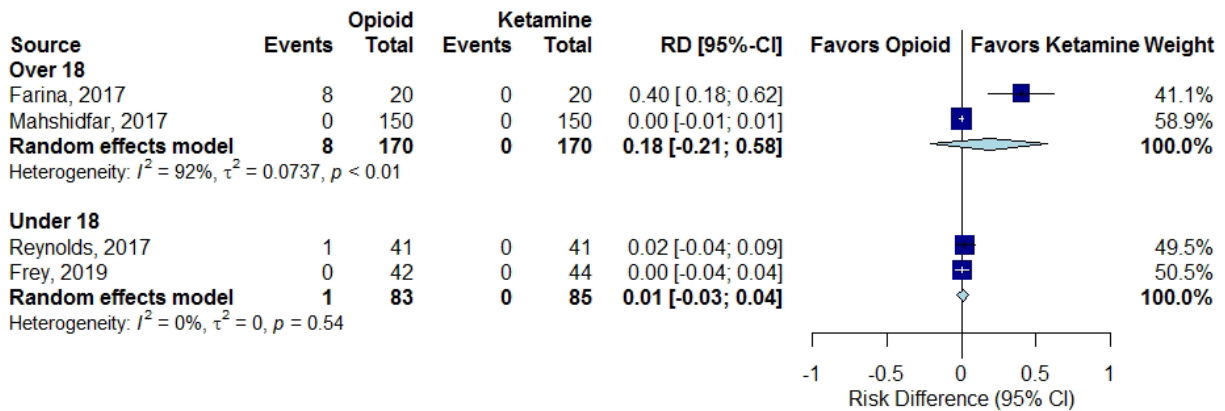 Opioid Ketamine
Source Events Total Events Total RD [95%-CI] Favors Opioid Favors Ketamine Weight
Over 18
Farina, 2017 8 20 0 20 0.40 [ 0.18; 0.62] 41.1%
Mahshidfar, 2017 0 150 0 150 0.00 [-0.01; 0.01] 58.9%
Random effects model 8 170 0 170 0.18 [-0.21; 0.58] 100.0%
Heterogeneity: I² = 92%, τ² = 0.0737, p < 0.01
Under 18
Reynolds, 2017 1 41 0 41 0.02 [-0.04; 0.09] 49.5%
Frey, 2019 0 42 0 44 0.00 [-0.04; 0.04] 50.5%
Random effects model 1 83 0 85 0.01 [-0.03; 0.04] 100.0%
Heterogeneity: I² = 0%, τ² = 0, p = 0.54
-1 -0.5 0 0.5 1
Risk Difference (95% CI)